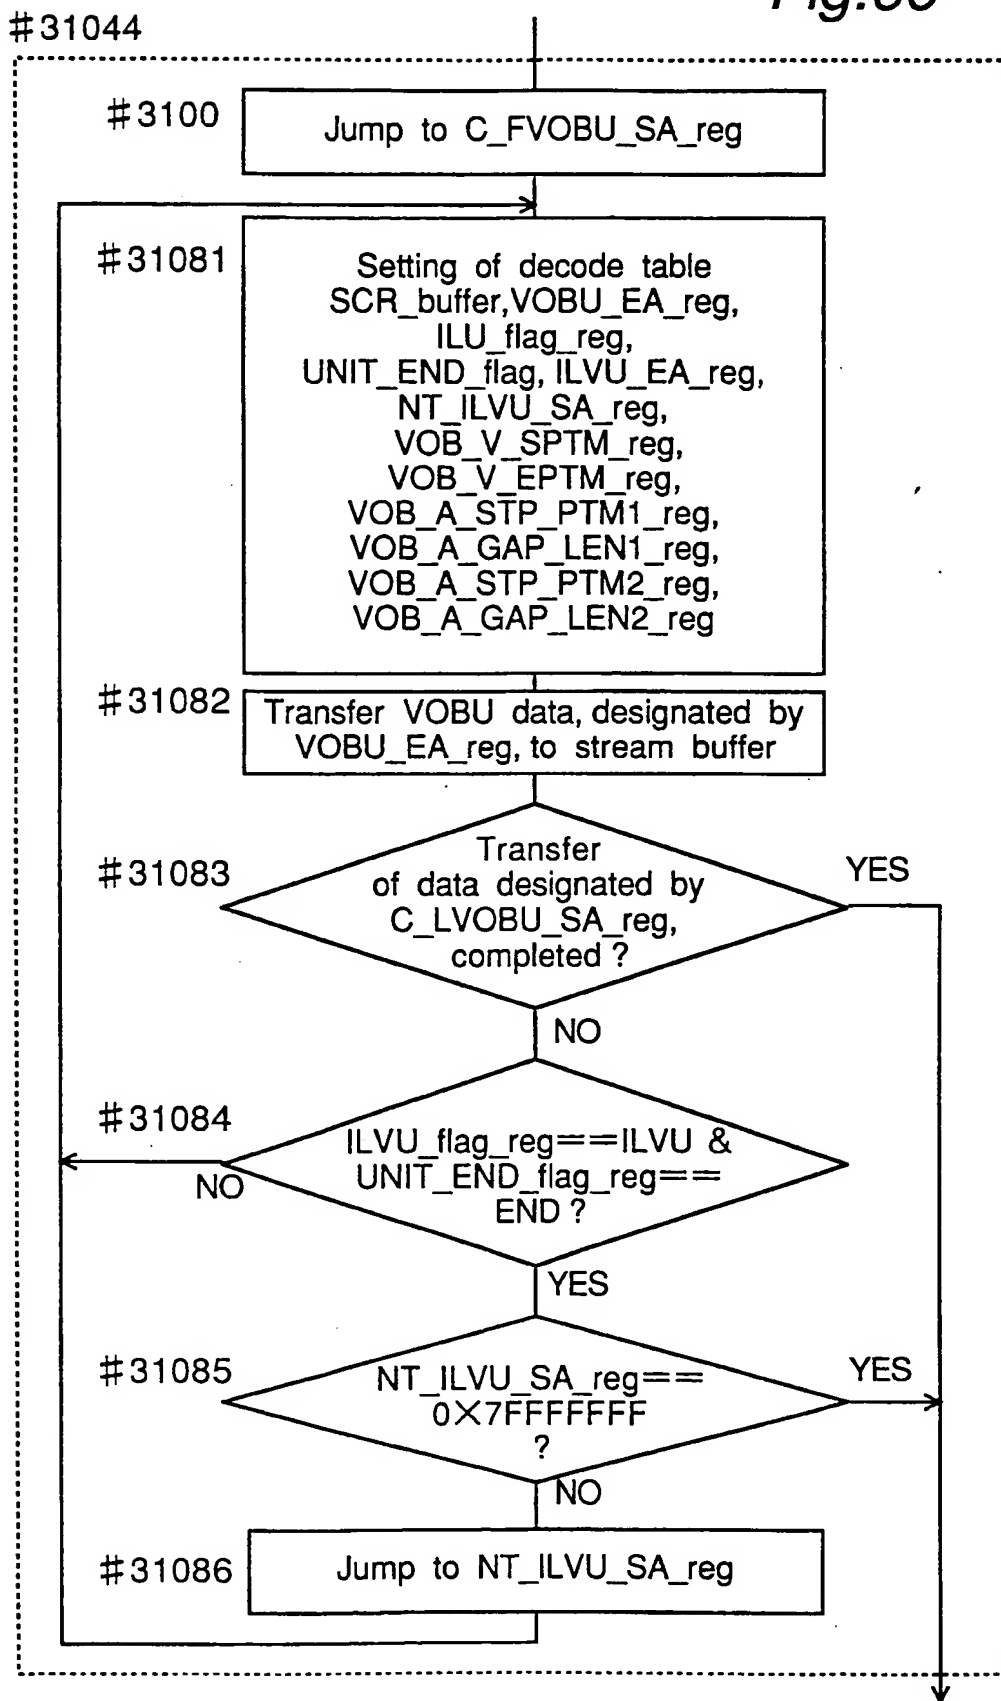 #31044
#3100
Jump to C_FVOBU_SA_reg
#31081
Setting of decode table
SCR_buffer,VOBU_EA_reg,
ILU_flag_reg,
UNIT_END_flag, ILVU_EA_reg,
NT_ILVU_SA_reg,
VOB_V_SPTM_reg,
VOB_V_EPTM_reg,
VOB_A_STP_PTM1_reg,
VOB_A_GAP_LEN1_reg,
VOB_A_STP_PTM2_reg,
VOB_A_GAP_LEN2_reg
#31082
Transfer VOBU data, designated by
VOBU_EA_reg, to stream buffer
#31083
Transfer
of data designated by
C_LVOBU_SA_reg,
completed ?
YES
NO
#31084
ILVU_flag_reg==ILVU &
UNIT_END_flag_reg==
END ?
NO
YES
#31085
NT_ILVU_SA_reg==
0X7FFFFFFF
?
YES
NO
#31086
Jump to NT_ILVU_SA_reg